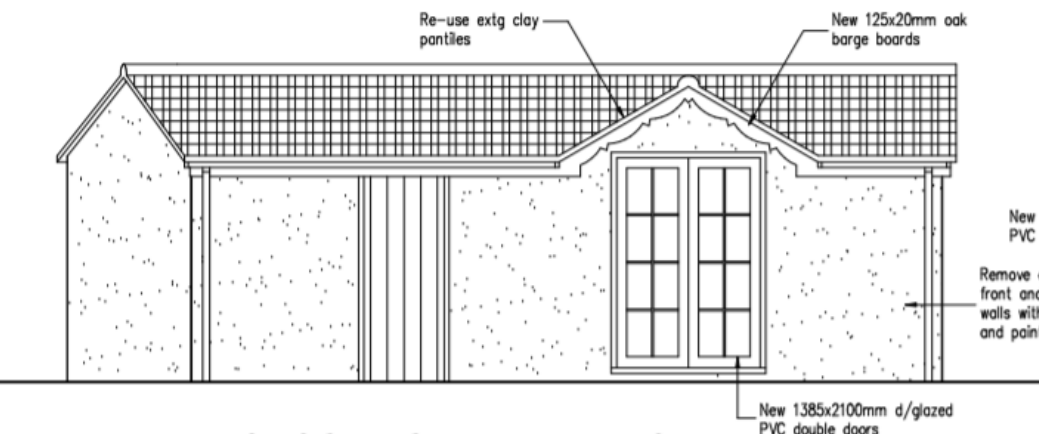 Re-use extg clay
pantiles
New 125x20mm oak
barge boards
New
PVC
Remove
front and
walls with
and paint
New 1385x2100mm d/glazed
PVC double doors